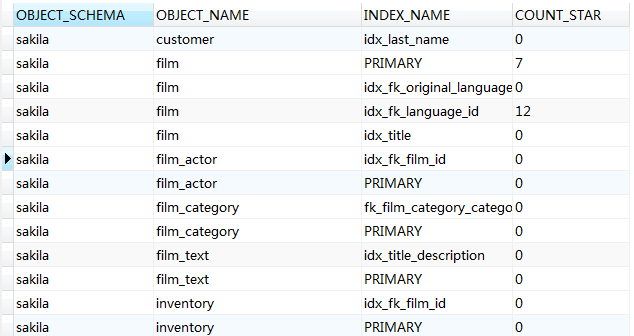 OBJECT_SCHEMA OBJECT_NAME INDEX_NAME COUNT_STAR
sakila customer idx_last_name 0
sakila film PRIMARY 7
sakila film idx_fk_original_language 0
sakila film idx_fk_language_id 12
sakila film idx_title 0
sakila film_actor idx_fk_film_id 0
sakila film_actor PRIMARY 0
sakila film_category fk_film_category_catego 0
sakila film_category PRIMARY 0
sakila film_text idx_title_description 0
sakila film_text PRIMARY 0
sakila inventory idx_fk_film_id 0
sakila inventory PRIMARY 0